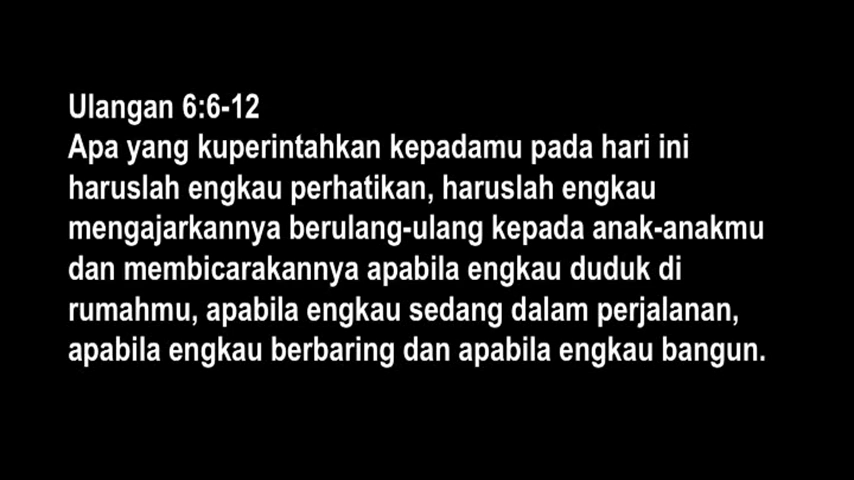 Ulangan 6:6-12
Apa yang kuperintahkan kepadamu pada hari ini
haruslah engkau perhatikan, haruslah engkau
mengajarkannya berulang-ulang kepada anak-anakmu
dan membicarakannya apabila engkau duduk di
rumahmu, apabila engkau sedang dalam perjalanan,
apabila engkau berbaring dan apabila engkau bangun.